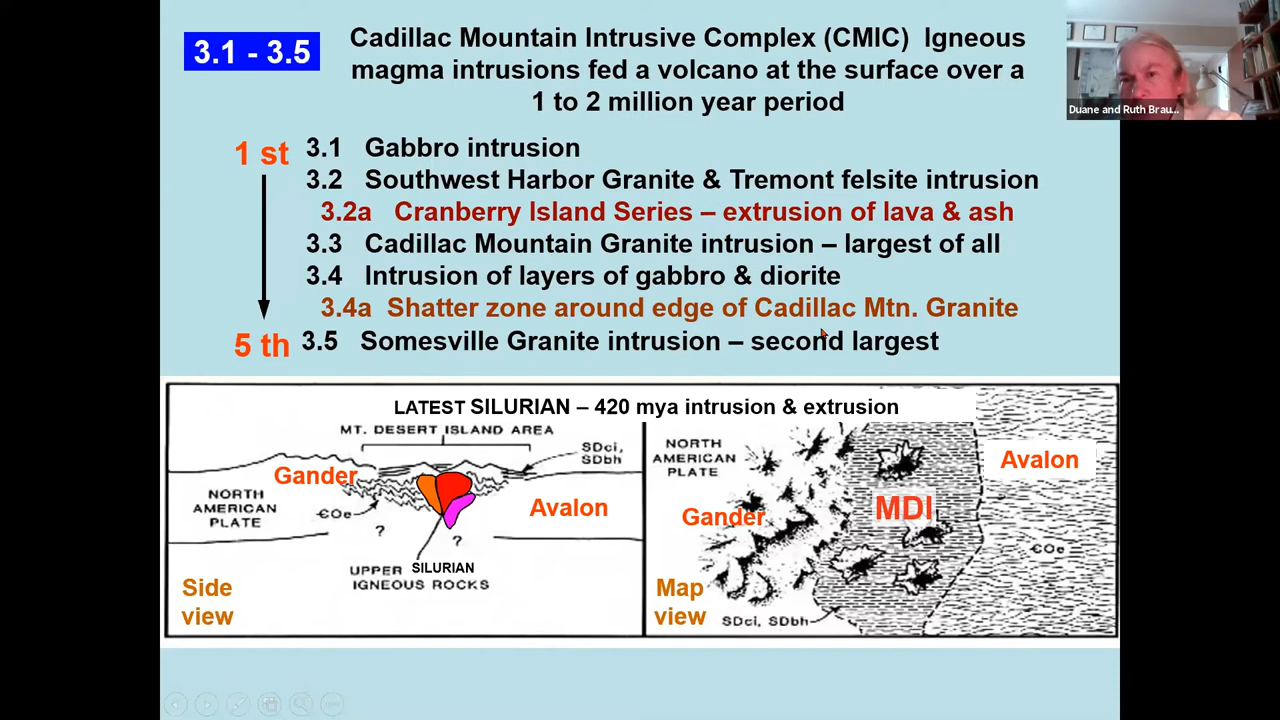 3.1 - 3.5
Cadillac Mountain Intrusive Complex (CMIC) Igneous
magma intrusions fed a volcano at the surface over a
1 to 2 million year period
Duane and Ruth Brau...
1 st
3.1 Gabbro intrusion
3.2 Southwest Harbor Granite & Tremont felsite intrusion
3.2a Cranberry Island Series – extrusion of lava & ash
3.3 Cadillac Mountain Granite intrusion – largest of all
3.4 Intrusion of layers of gabbro & diorite
3.4a Shatter zone around edge of Cadillac Mtn. Granite
5 th
3.5 Somesville Granite intrusion – second largest
LATEST SILURIAN – 420 mya intrusion & extrusion
MT. DESERT ISLAND AREA
SDci,
SDbh
Gander
NORTH
AMERICAN
PLATE
ЄOe
Avalon
?
?
UPPER SILURIAN
IGNEOUS ROCKS
Side
view
NORTH
AMERICAN
PLATE
Avalon
Gander
MDI
ЄOe
Map
view
SDci, SDbh